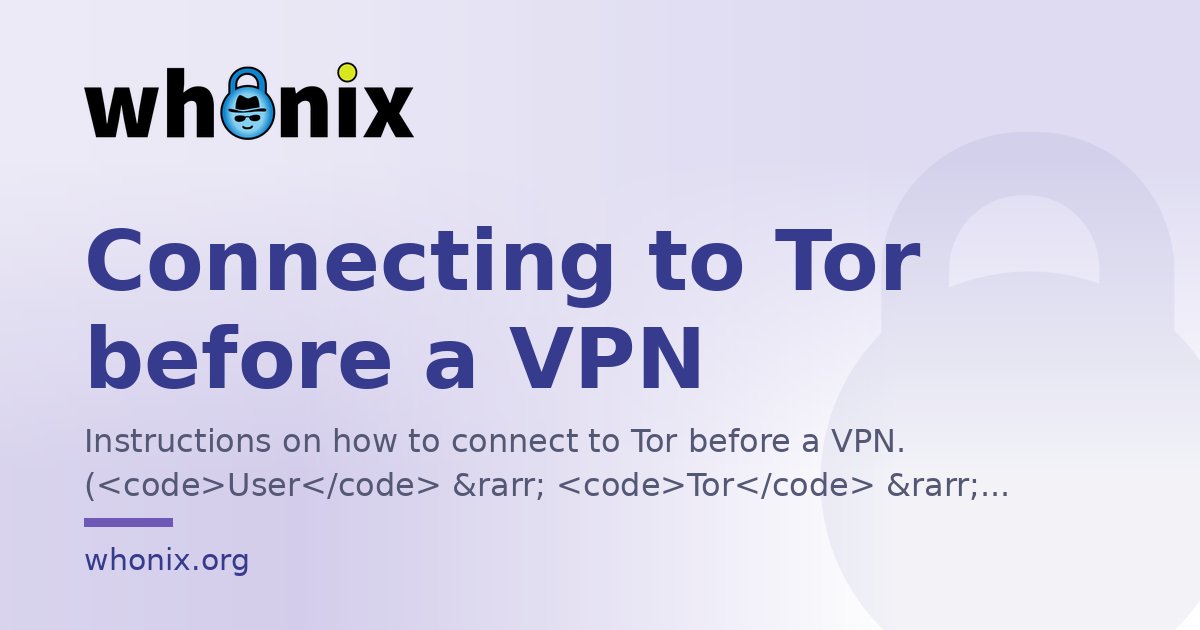 whonix
Connecting to Tor
before a VPN
Instructions on how to connect to Tor before a VPN.
(<code>User</code> &rarr; <code>Tor</code> &rarr;...
whonix.org